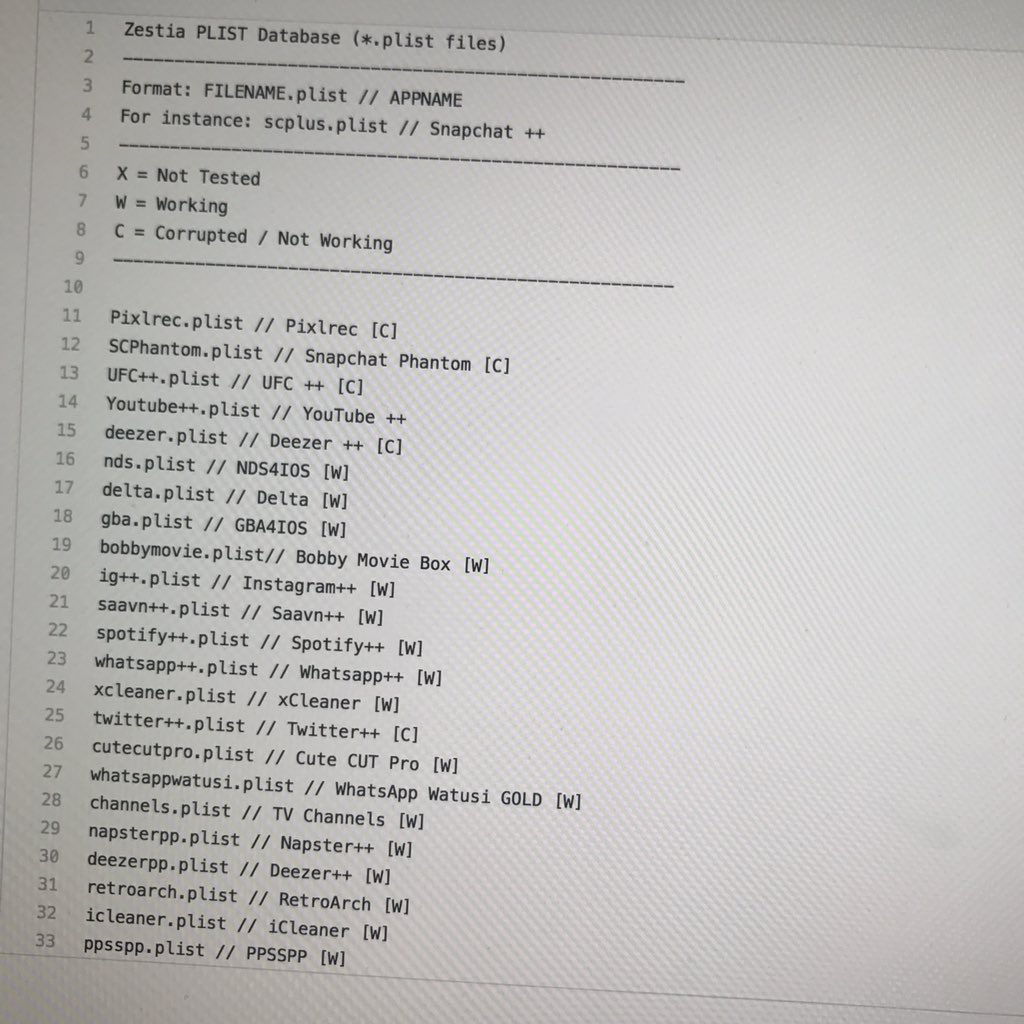 1 Zestia PLIST Database (*.plist files)
2 -------------------------------------------------------
3 Format: FILENAME.plist // APPNAME
4 For instance: scplus.plist // Snapchat ++
5 -------------------------------------------------------
6 X = Not Tested
7 W = Working
8 C = Corrupted / Not Working
9 -------------------------------------------------------
10
11 Pixlrec.plist // Pixlrec [C]
12 SCPhantom.plist // Snapchat Phantom [C]
13 UFC++.plist // UFC ++ [C]
14 Youtube++.plist // YouTube ++
15 deezer.plist // Deezer ++ [C]
16 nds.plist // NDS4IOS [W]
17 delta.plist // Delta [W]
18 gba.plist // GBA4IOS [W]
19 bobbymovie.plist// Bobby Movie Box [W]
20 ig++.plist // Instagram++ [W]
21 saavn++.plist // Saavn++ [W]
22 spotify++.plist // Spotify++ [W]
23 whatsapp++.plist // Whatsapp++ [W]
24 xcleaner.plist // xCleaner [W]
25 twitter++.plist // Twitter++ [C]
26 cutecutpro.plist // Cute CUT Pro [W]
27 whatsappwatusi.plist // WhatsApp Watusi GOLD [W]
28 channels.plist // TV Channels [W]
29 napsterpp.plist // Napster++ [W]
30 deezerpp.plist // Deezer++ [W]
31 retroarch.plist // RetroArch [W]
32 icleaner.plist // iCleaner [W]
33 ppsspp.plist // PPSSPP [W]